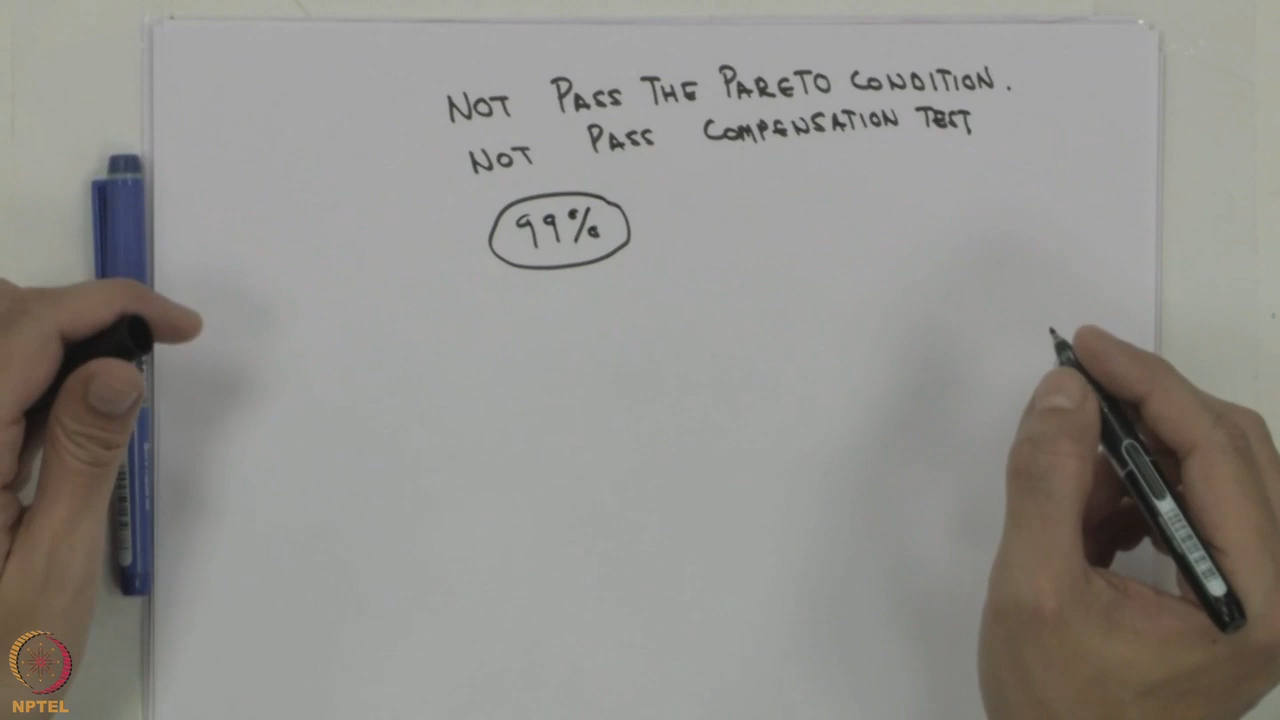 NOT PASS THE PARETO CONDITION.
NOT PASS COMPENSATION TEST
99%
NPTEL